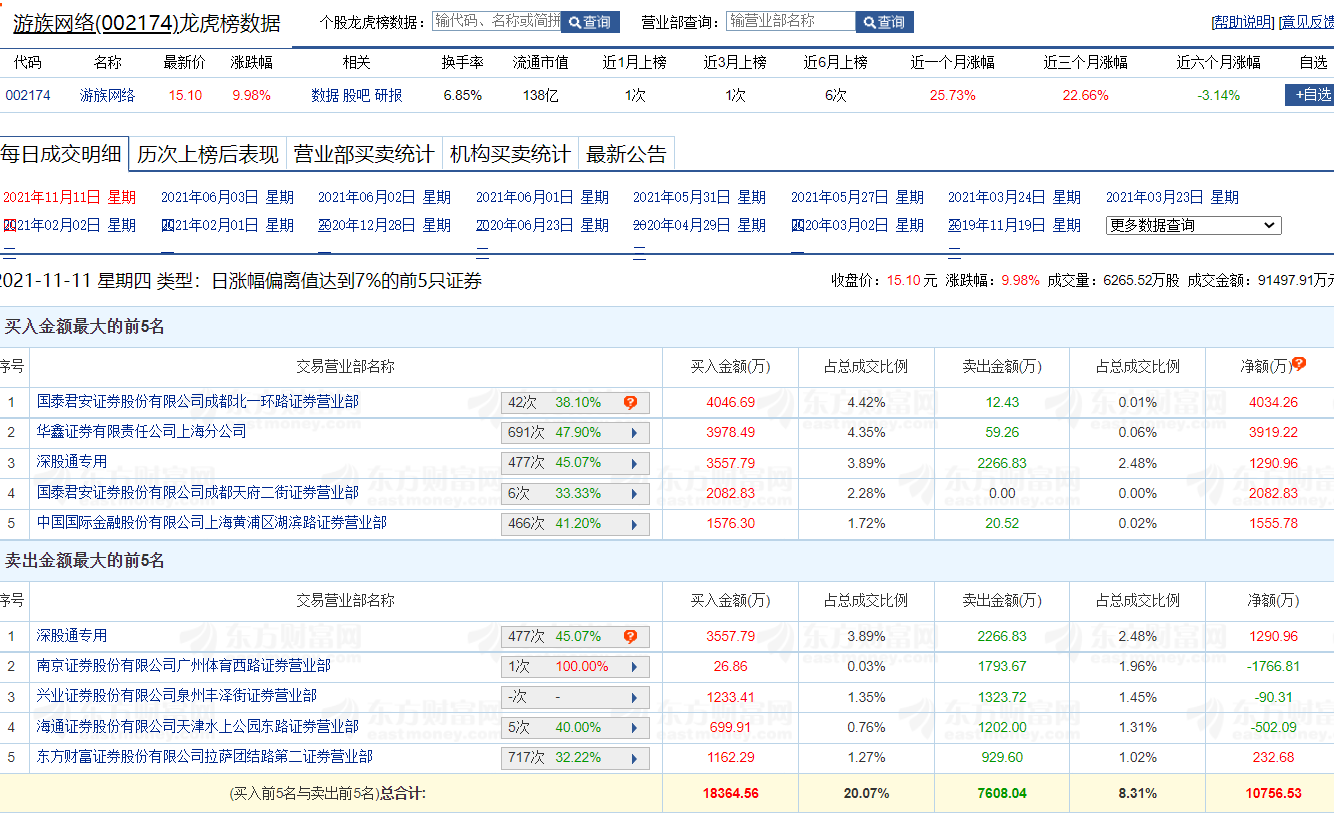 游族网络(002174)龙虎榜数据 个股龙虎榜数据： 输代码、名称或简拼 查询 营业部查询： 输营业部名称 查询 [帮助说明] [意见反馈
代码 名称 最新价 涨跌幅 相关 换手率 流通市值 近1月上榜 近3月上榜 近6月上榜 近一个月涨幅 近三个月涨幅 近六个月涨幅 自选
002174 游族网络 15.10 9.98% 数据 股吧 研报 6.85% 138亿 1次 1次 6次 25.73% 22.66% -3.14% +自选
每日成交明细 历次上榜后表现 营业部买卖统计 机构买卖统计 最新公告
2021年11月11日 星期 2021年06月03日 星期 2021年06月02日 星期 2021年06月01日 星期 2021年05月31日 星期 2021年05月27日 星期 2021年03月24日 星期 2021年03月23日 星期
2021年02月02日 星期 2021年02月01日 星期 2020年12月28日 星期 2020年06月23日 星期 2020年04月29日 星期 2020年03月02日 星期 2019年11月19日 星期 更多数据查询
二 一 一 二 三 一 二
2021-11-11 星期四 类型：日涨幅偏离值达到7%的前5只证券 收盘价：15.10元 涨跌幅：9.98% 成交量：6265.52万股 成交金额：91497.91万元
买入金额最大的前5名
序号 交易营业部名称 买入金额(万) 占总成交比例 卖出金额(万) 占总成交比例 净额(万)
1 国泰君安证券股份有限公司成都北一环路证券营业部 42次 38.10% 4046.69 4.42% 12.43 0.01% 4034.26
2 华鑫证券有限责任公司上海分公司 691次 47.90% 3978.49 4.35% 59.26 0.06% 3919.22
3 深股通专用 477次 45.07% 3557.79 3.89% 2266.83 2.48% 1290.96
4 国泰君安证券股份有限公司成都天府二街证券营业部 6次 33.33% 2082.83 2.28% 0.00 0.00% 2082.83
5 中国国际金融股份有限公司上海黄浦区湖滨路证券营业部 466次 41.20% 1576.30 1.72% 20.52 0.02% 1555.78
卖出金额最大的前5名
序号 交易营业部名称 买入金额(万) 占总成交比例 卖出金额(万) 占总成交比例 净额(万)
1 深股通专用 477次 45.07% 3557.79 3.89% 2266.83 2.48% 1290.96
2 南京证券股份有限公司广州体育西路证券营业部 1次 100.00% 26.86 0.03% 1793.67 1.96% -1766.81
3 兴业证券股份有限公司泉州丰泽街证券营业部 -次 - 1233.41 1.35% 1323.72 1.45% -90.31
4 海通证券股份有限公司天津水上公园东路证券营业部 5次 40.00% 699.91 0.76% 1202.00 1.31% -502.09
5 东方财富证券股份有限公司拉萨团结路第二证券营业部 717次 32.22% 1162.29 1.27% 929.60 1.02% 232.68
(买入前5名与卖出前5名)总合计: 18364.56 20.07% 7608.04 8.31% 10756.53